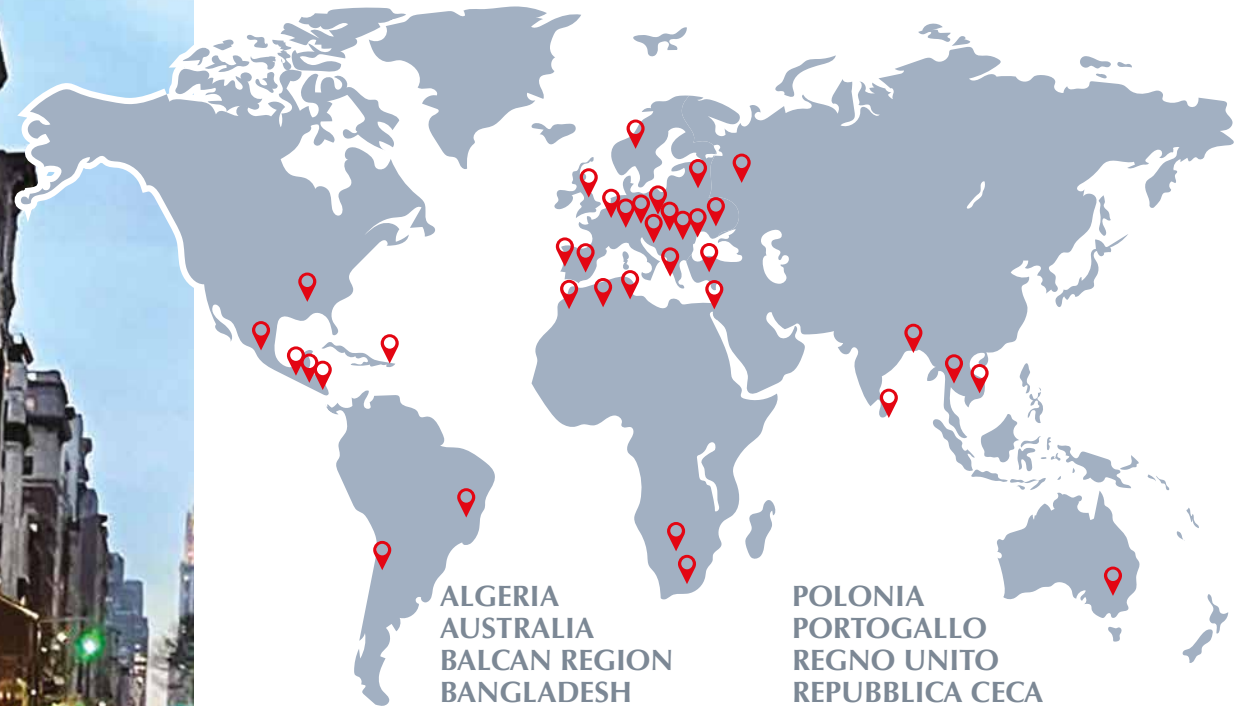 ALGERIA
AUSTRALIA
BALCAN REGION
BANGLADESH
POLONIA
PORTOGALLO
REGNO UNITO
REPUBBLICA CECA